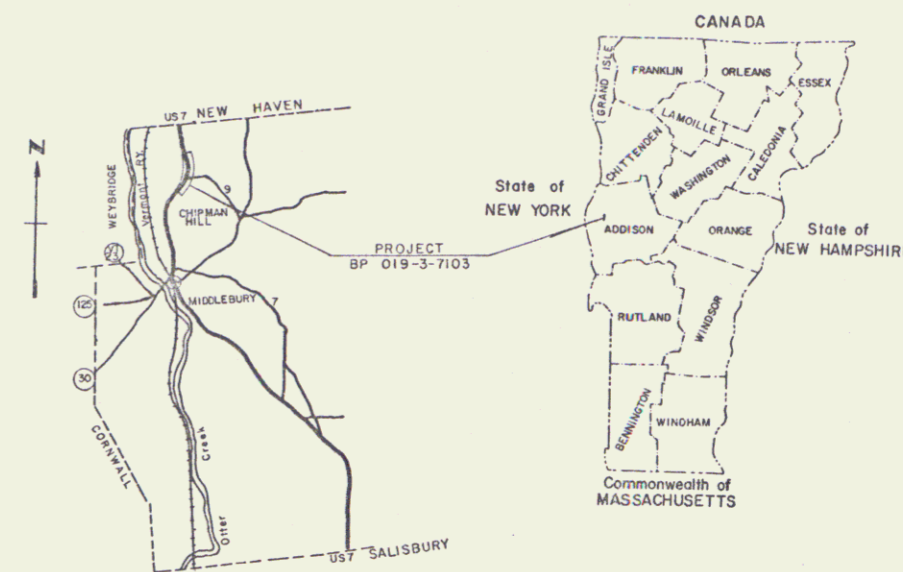 CANADA
GRAND ISLE
FRANKLIN
ORLEANS
ESSEX
LAMOILLE
CHITTENDEN
WASHINGTON
CALEDONIA
State of
NEW YORK
ADDISON
ORANGE
State of
NEW HAMPSHIR
RUTLAND
WINDSOR
BENNINGTON
WINDHAM
Commonwealth of
MASSACHUSETTS
US7 NEW HAVEN
N
WEYBRIDGE
Vermont RY.
9
CHIPMAN
HILL
PROJECT
BP 019-3-7103
MIDDLEBURY
7
125
30
CORNWALL
Otter Creek
US7 SALISBURY